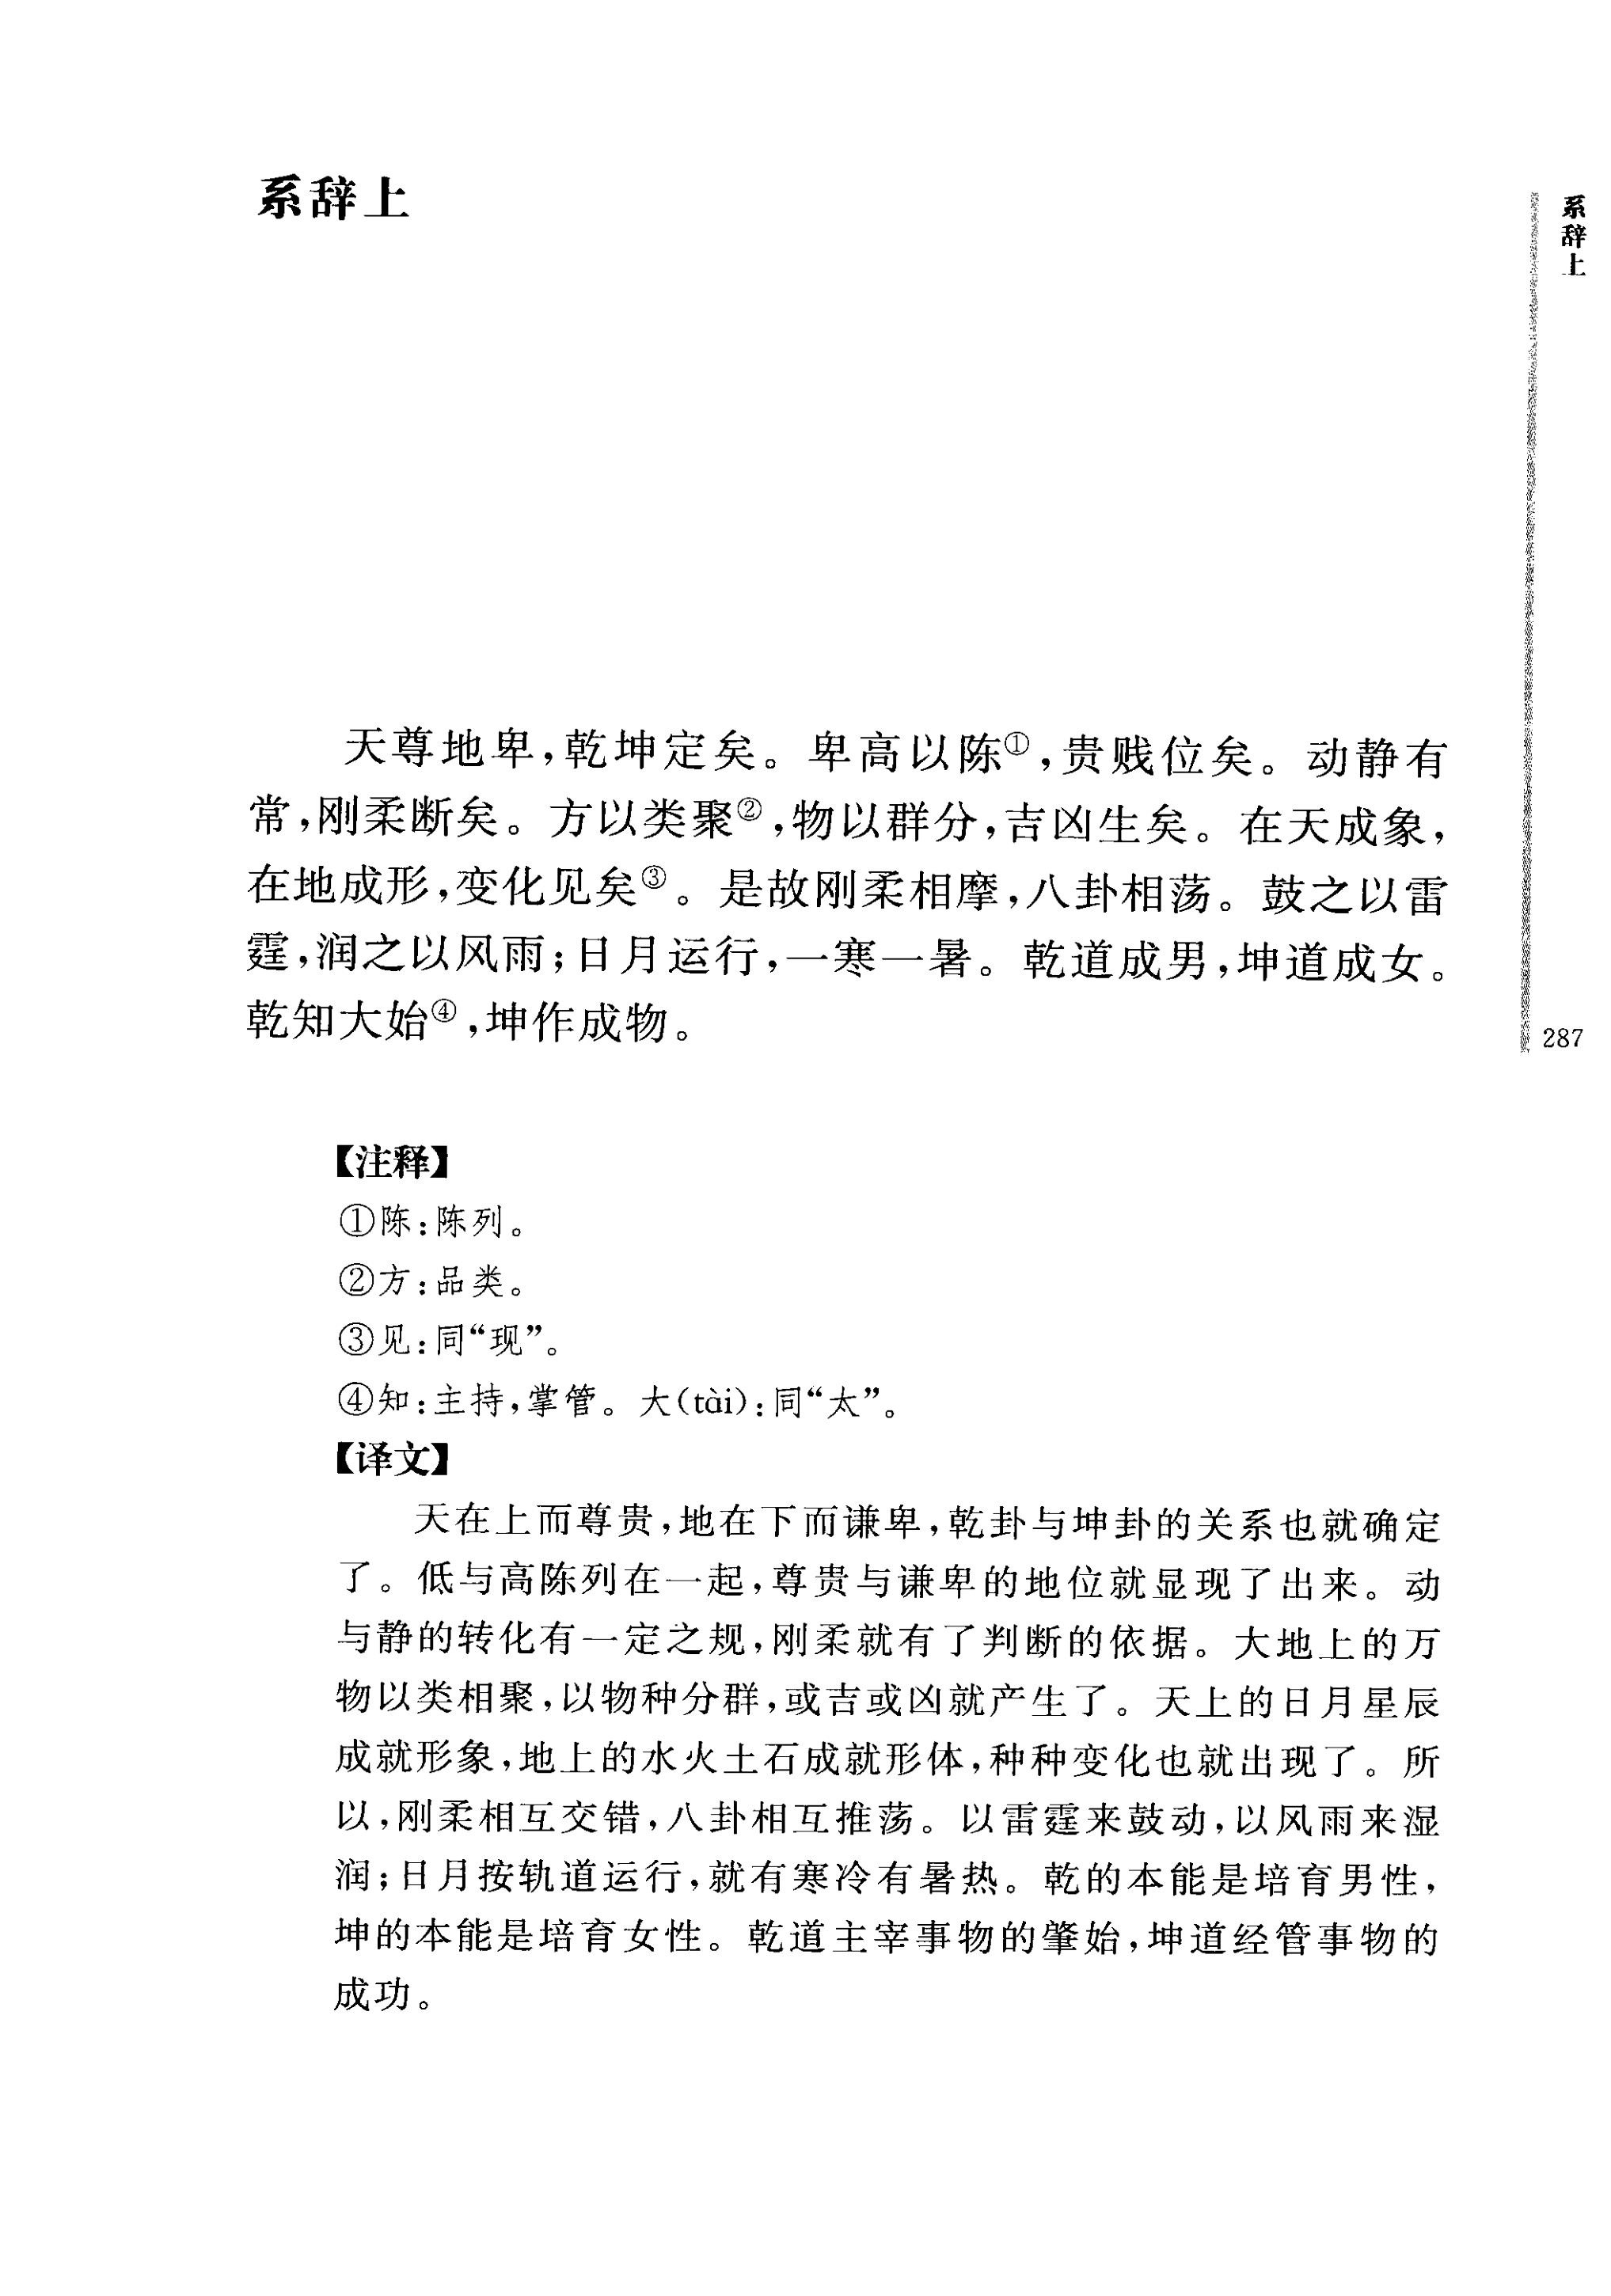 系辞上
系辞上
天尊地卑，乾坤定矣。卑高以陈①，贵贱位矣。动静有
常，刚柔断矣。方以类聚②，物以群分，吉凶生矣。在天成象，
在地成形，变化见矣③。是故刚柔相摩，八卦相荡。鼓之以雷
霆，润之以风雨；日月运行，一寒一暑。乾道成男，坤道成女。
乾知大始④，坤作成物。
287
【注释】
①陈：陈列。
②方：品类。
③见：同“现”。
④知：主持，掌管。大(tài)：同“太”。
【译文】
天在上而尊贵，地在下而谦卑，乾卦与坤卦的关系也就确定
了。低与高陈列在一起，尊贵与谦卑的地位就显现了出来。动
与静的转化有一定之规，刚柔就有了判断的依据。大地上的万
物以类相聚，以物种分群，或吉或凶就产生了。天上的日月星辰
成就形象，地上的水火土石成就形体，种种变化也就出现了。所
以，刚柔相互交错，八卦相互推荡。以雷霆来鼓动，以风雨来湿
润；日月按轨道运行，就有寒冷有暑热。乾的本能是培育男性，
坤的本能是培育女性。乾道主宰事物的肇始，坤道经管事物的
成功。